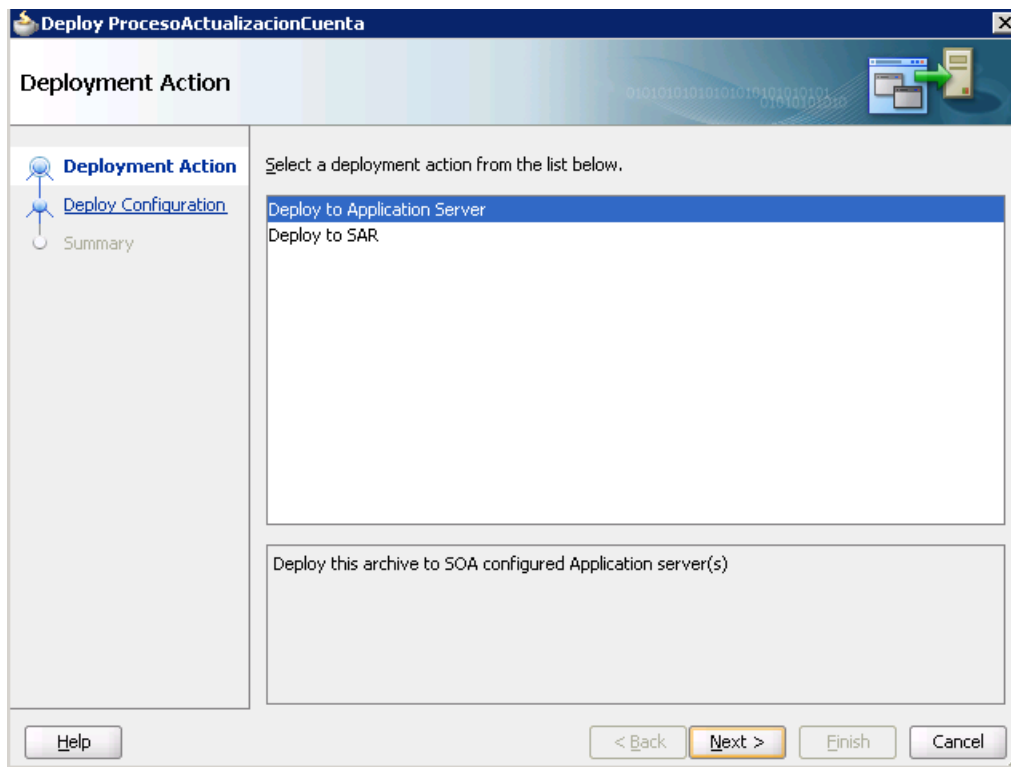 Deploy ProcesoActualizacionCuenta
Deployment Action
Deployment Action
Deploy Configuration
Summary
Select a deployment action from the list below.
Deploy to Application Server
Deploy to SAR
Deploy this archive to SOA configured Application server(s)
Help
< Back
Next >
Finish
Cancel